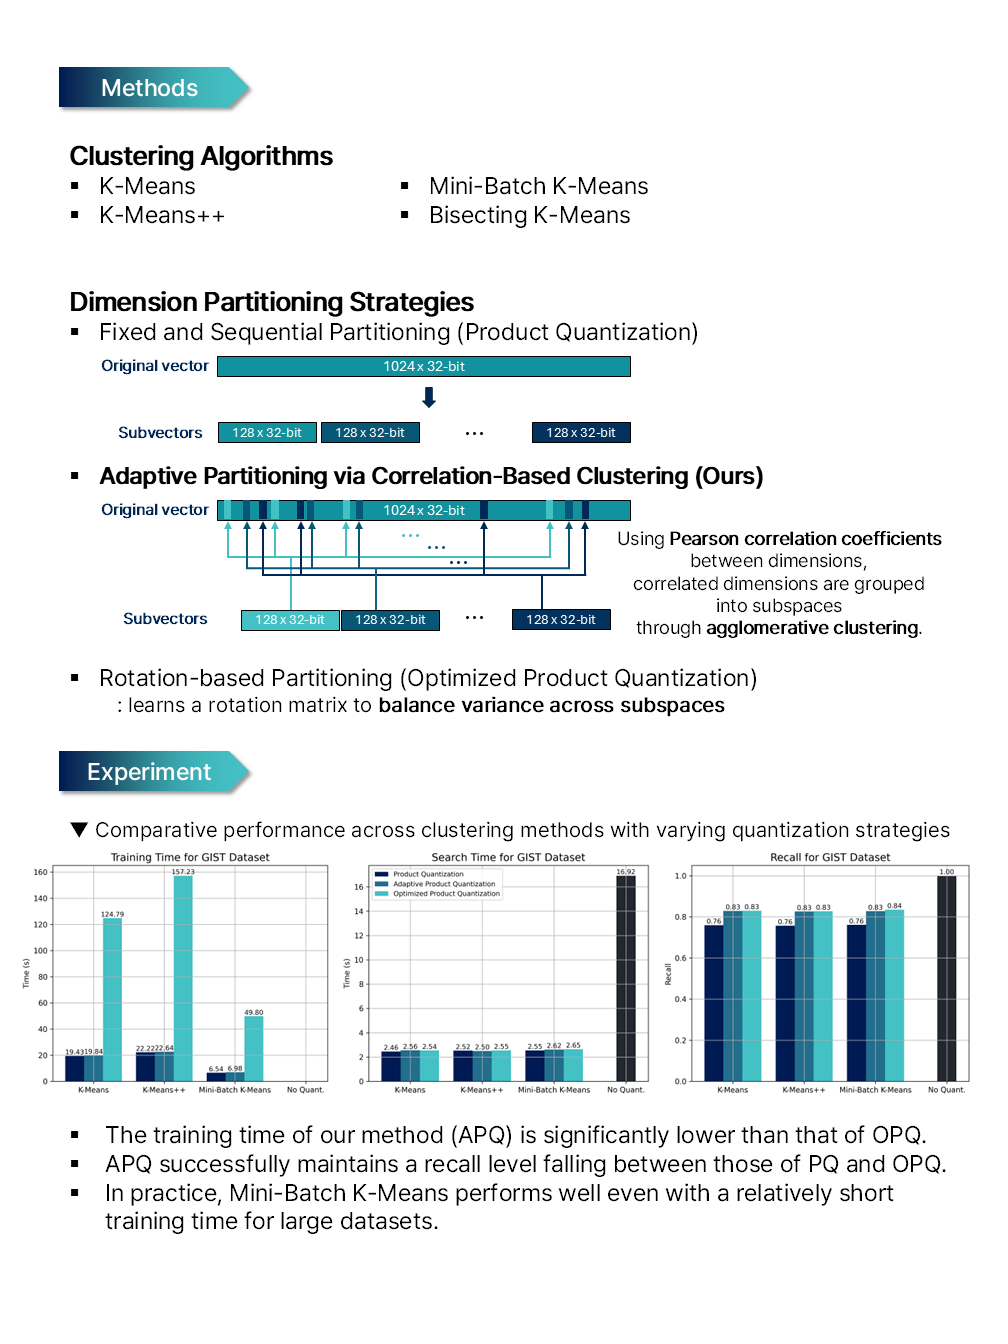 Methods
Clustering Algorithms
▪ K-Means
▪ K-Means++
▪ Mini-Batch K-Means
▪ Bisecting K-Means
Dimension Partitioning Strategies
▪ Fixed and Sequential Partitioning (Product Quantization)
Original vector 1024 x 32-bit
Subvectors 128 x 32-bit 128 x 32-bit ... 128 x 32-bit
▪ Adaptive Partitioning via Correlation-Based Clustering (Ours)
Original vector 1024 x 32-bit
...
...
...
Using Pearson correlation coefficients
between dimensions,
correlated dimensions are grouped
into subspaces
through agglomerative clustering.
Subvectors 128 x 32-bit 128 x 32-bit ... 128 x 32-bit
▪ Rotation-based Partitioning (Optimized Product Quantization)
: learns a rotation matrix to balance variance across subspaces
Experiment
▼ Comparative performance across clustering methods with varying quantization strategies
Training Time for GIST Dataset
Time (s)
160
140
120
100
80
60
40
20
0
19.43 19.84 124.79
22.22 22.64 157.23
6.54 6.98 49.80
K-Means K-Means++ Mini-Batch K-Means No Quant.
Search Time for GIST Dataset
Product Quantization
Adaptive Product Quantization
Optimized Product Quantization
Time (s)
16
14
12
10
8
6
4
2
0
2.46 2.56 2.54
2.52 2.50 2.55
2.55 2.62 2.65
16.92
K-Means K-Means++ Mini-Batch K-Means No Quant.
Recall for GIST Dataset
Recall
1.0
0.8
0.6
0.4
0.2
0.0
0.76 0.83 0.83
0.76 0.83 0.83
0.76 0.83 0.84
1.00
K-Means K-Means++ Mini-Batch K-Means No Quant.
▪ The training time of our method (APQ) is significantly lower than that of OPQ.
▪ APQ successfully maintains a recall level falling between those of PQ and OPQ.
▪ In practice, Mini-Batch K-Means performs well even with a relatively short
training time for large datasets.